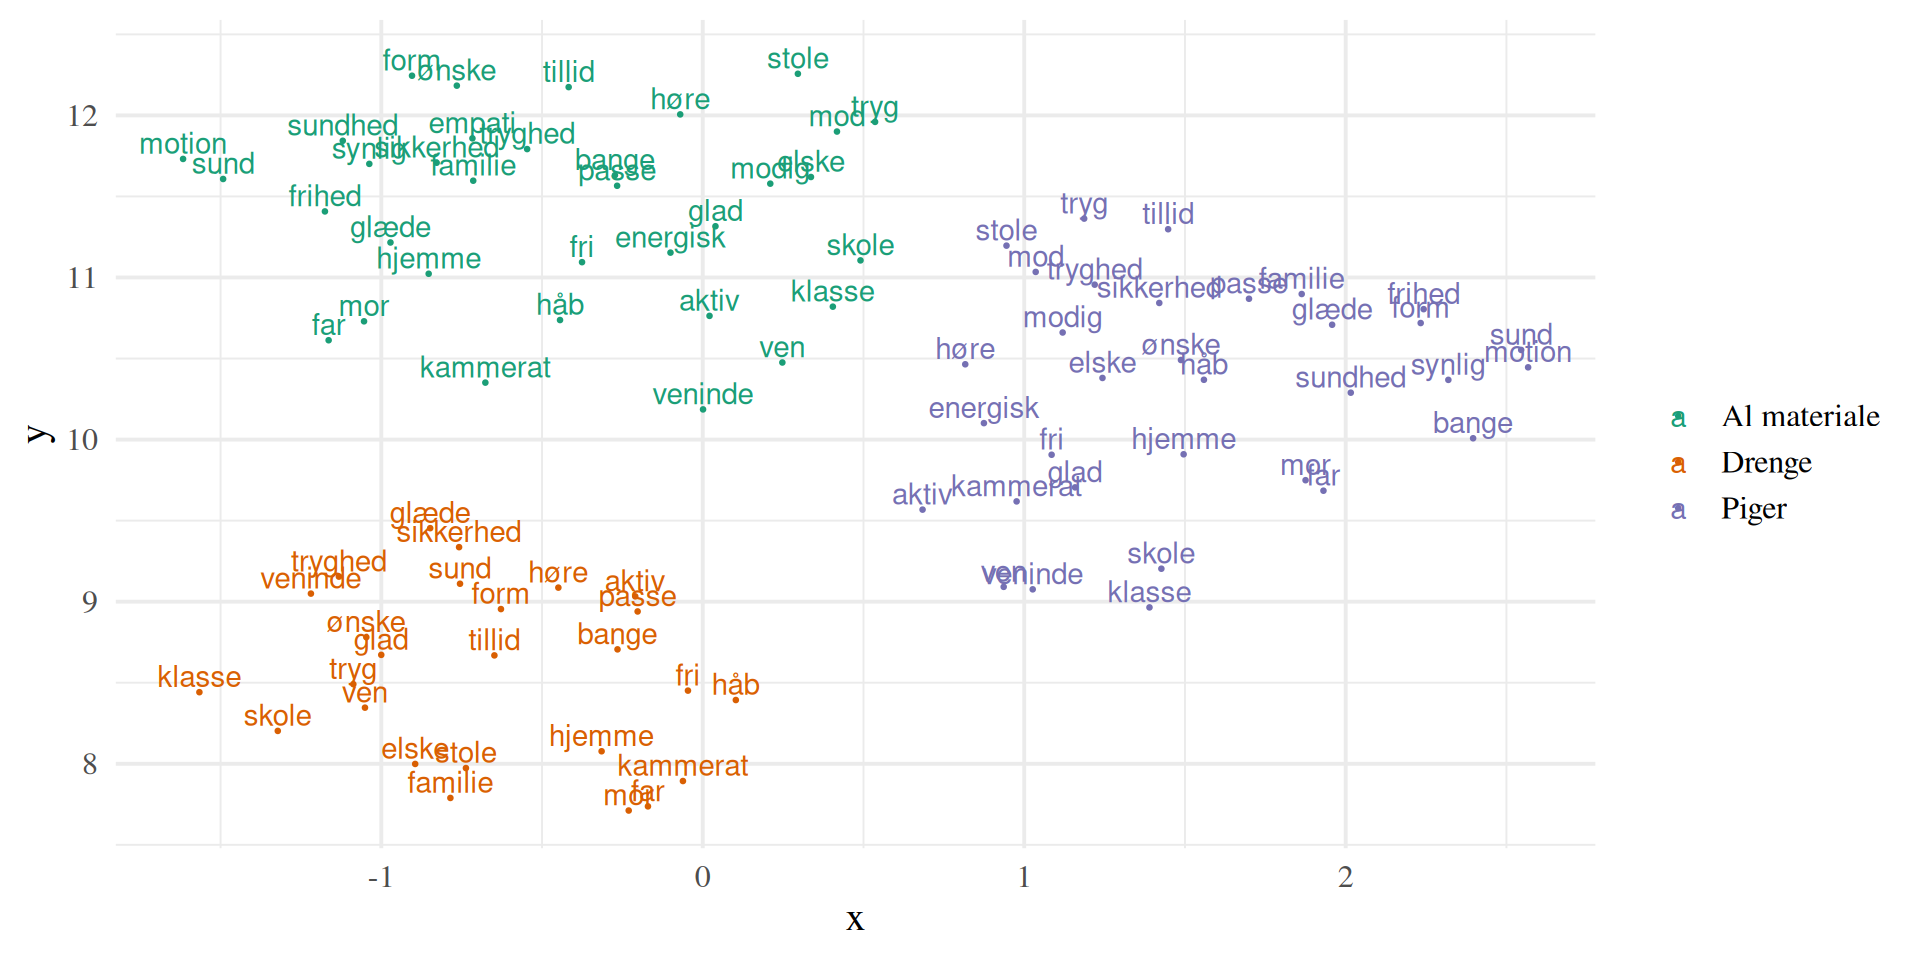 form
ønske
tillid
stole
høre
mod
tryg
sundhed
empati
tryghed
motion
sund
synlig
sikkerhed
familie
bange
passe
modig
elske
frihed
glæde
hjemme
fri
glad
energisk
skole
klasse
mor
far
håb
aktiv
kammerat
ven
veninde
tryg
tillid
stole
mod
tryghed
sikkerhed
passe
familie
frihed
form
glæde
modig
sund
motion
høre
ønske
håb
elske
synlig
sundhed
energisk
bange
fri
hjemme
glad
mor
far
aktiv
kammerat
skole
ven
veninde
klasse
glæde
sikkerhed
tryghed
veninde
sund
form
høre
aktiv
passe
ønske
glad
tillid
bange
tryg
ven
klasse
skole
fri
håb
elske
stole
familie
hjemme
kammerat
mor
far
12
11
10
9
8
y
-1
0
1
2
x
a Al materiale
a Drenge
a Piger